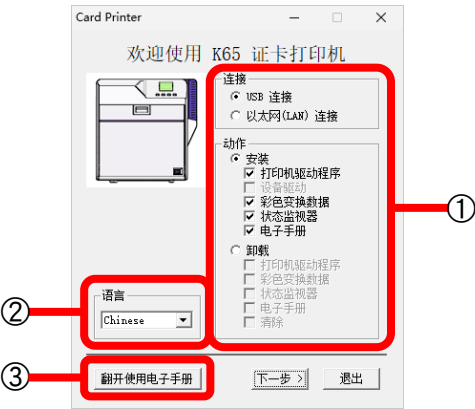 Card Printer
欢迎使用 K65 证卡打印机
连接
USB 连接
以太网(LAN) 连接
动作
安装
打印机驱动程序
设备驱动
彩色变换数据
状态监视器
电子手册
卸载
打印机驱动程序
彩色变换数据
状态监视器
电子手册
清除
①
语言
Chinese
②
翻开使用电子手册
下一步 >
退出
③